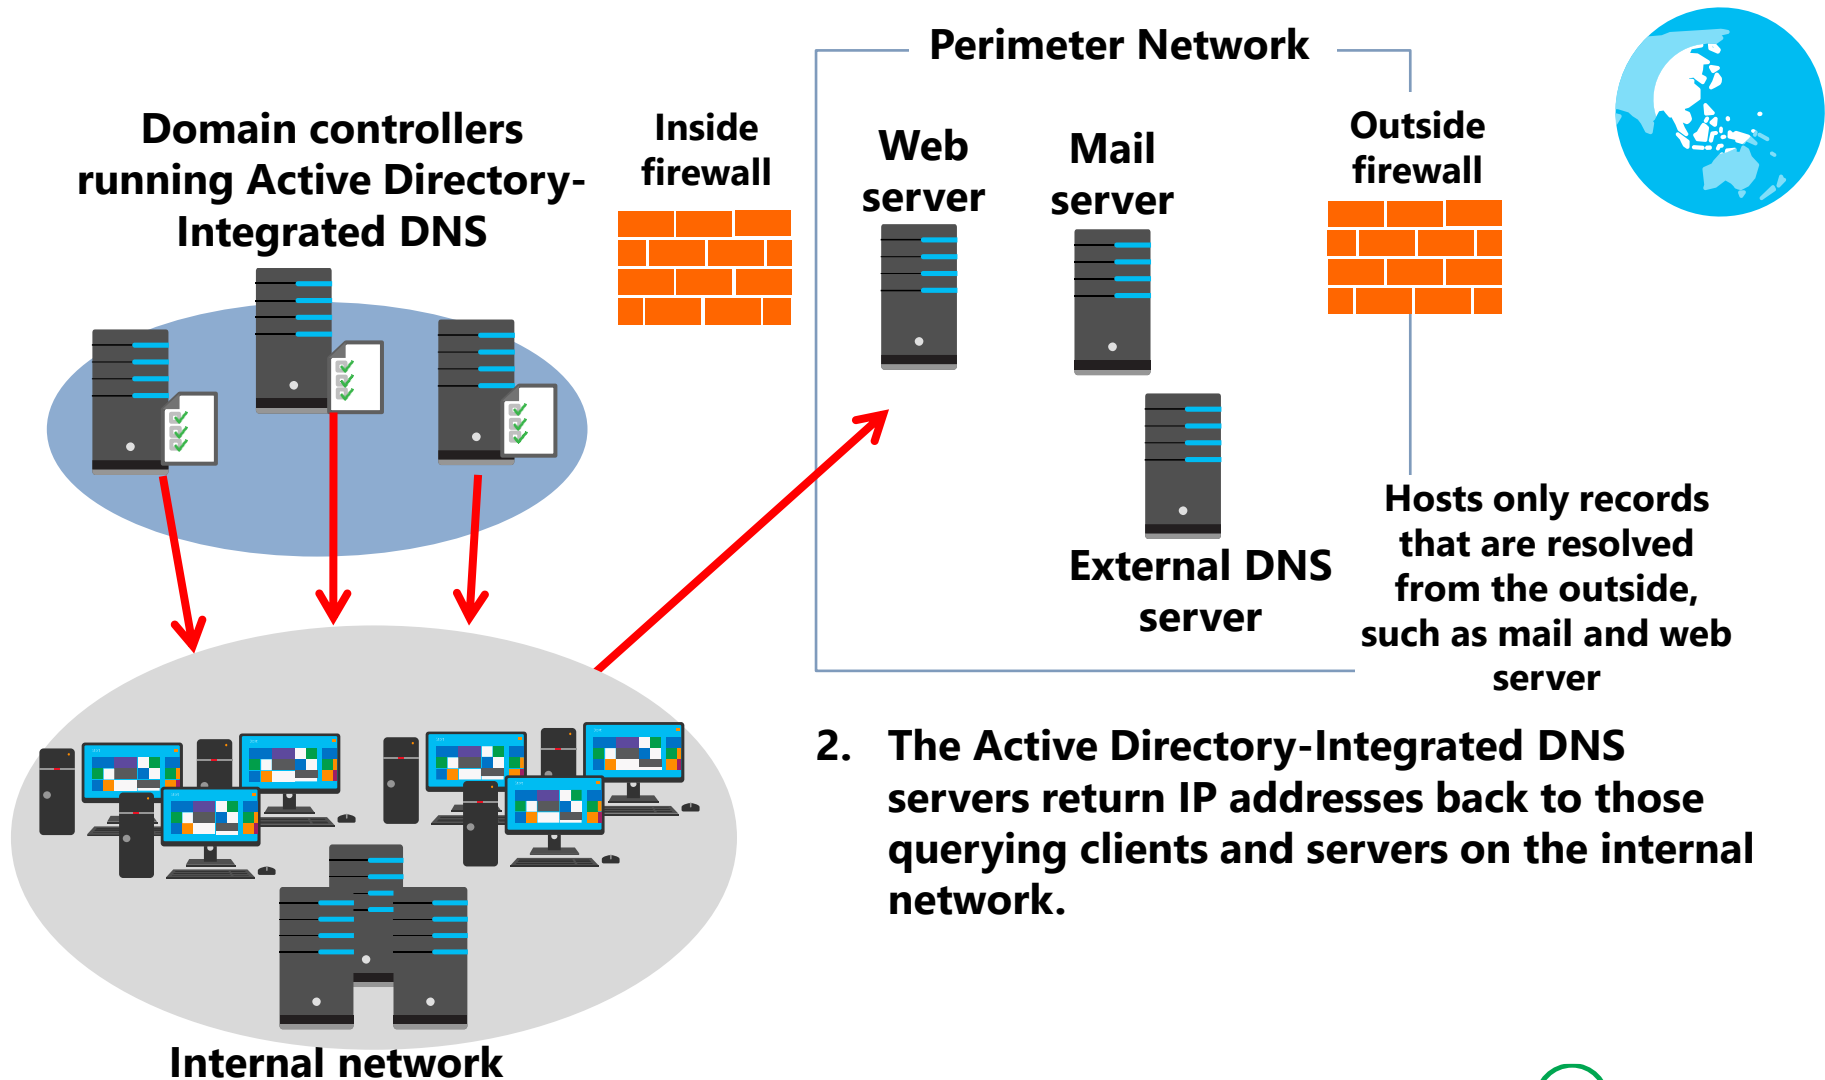 Perimeter Network
Domain controllers
running Active Directory-
Integrated DNS
Inside
firewall
Web
server
Mail
server
Outside
firewall
External DNS
server
Hosts only records
that are resolved
from the outside,
such as mail and web
server
2. The Active Directory-Integrated DNS
servers return IP addresses back to those
querying clients and servers on the internal
network.
Internal network